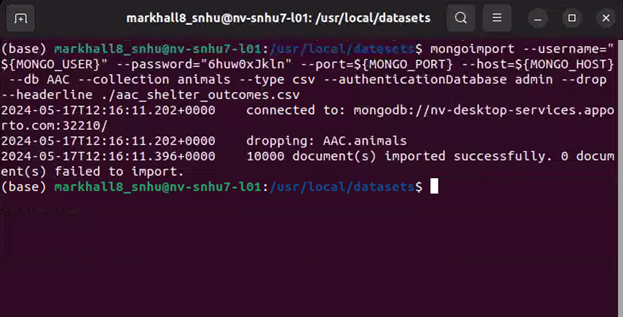 markhall8_snhu@nv-snhu7-l01: /usr/local/datasets
(base) markhall8_snhu@nv-snhu7-l01:/usr/local/datasets$ mongoimport --username="
${MONGO_USER}" --password="6huw0xJkln" --port=${MONGO_PORT} --host=${MONGO_HOST}
--db AAC --collection animals --type csv --authenticationDatabase admin --drop
--headerline ./aac_shelter_outcomes.csv
2024-05-17T12:16:11.202+0000    connected to: mongodb://nv-desktop-services.appo
rto.com:32210/
2024-05-17T12:16:11.202+0000    dropping: AAC.animals
2024-05-17T12:16:11.396+0000    10000 document(s) imported successfully. 0 docum
ent(s) failed to import.
(base) markhall8_snhu@nv-snhu7-l01:/usr/local/datasets$